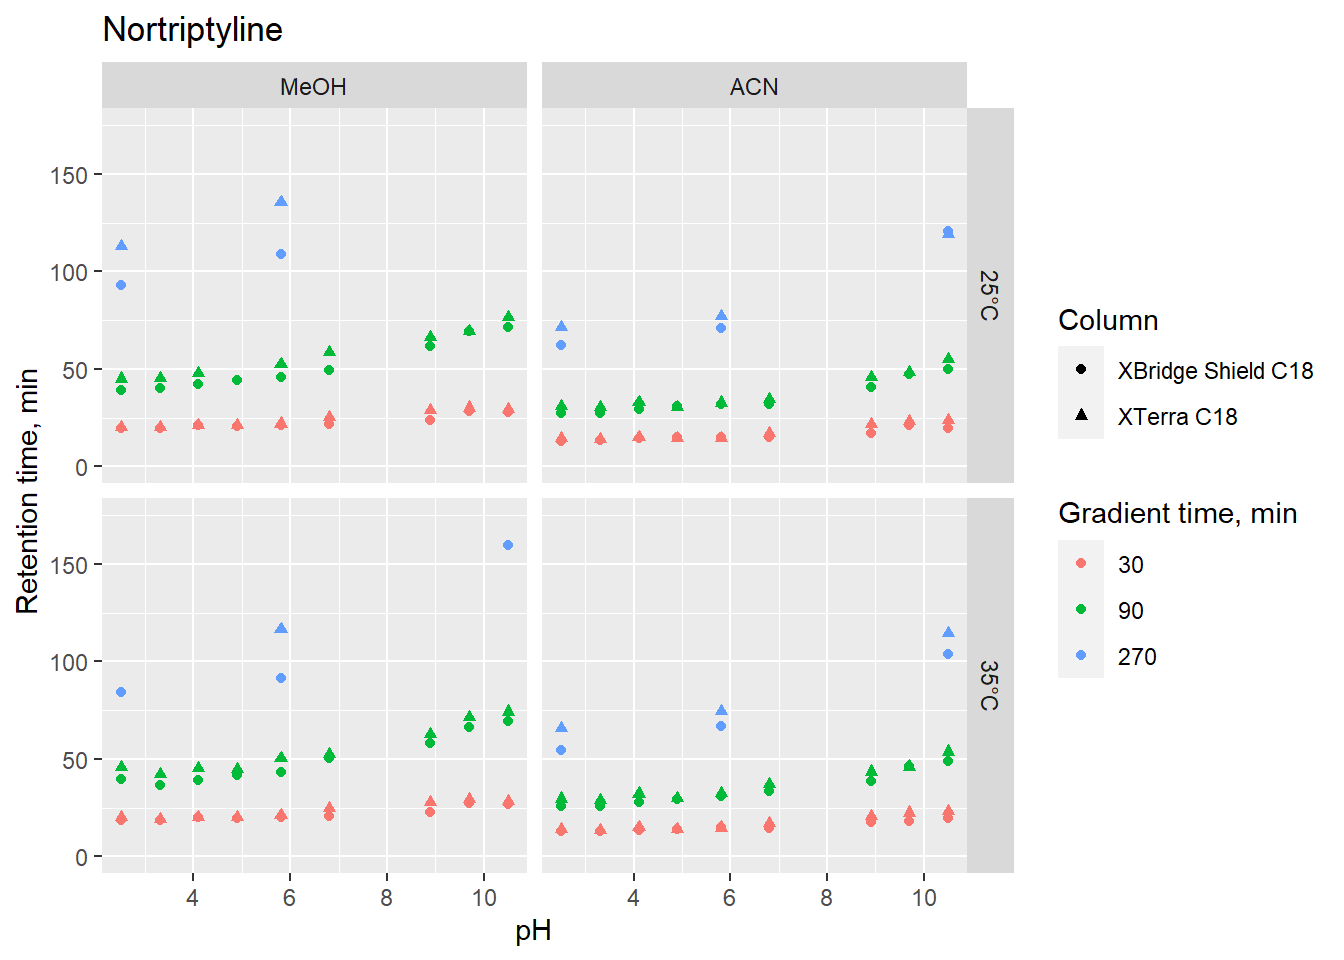 Nortriptyline
MeOH
ACN
150
100
50
0
25°C
150
100
50
0
35°C
4
6
8
10
4
6
8
10
pH
Retention time, min
Column
XBridge Shield C18
XTerra C18
Gradient time, min
30
90
270